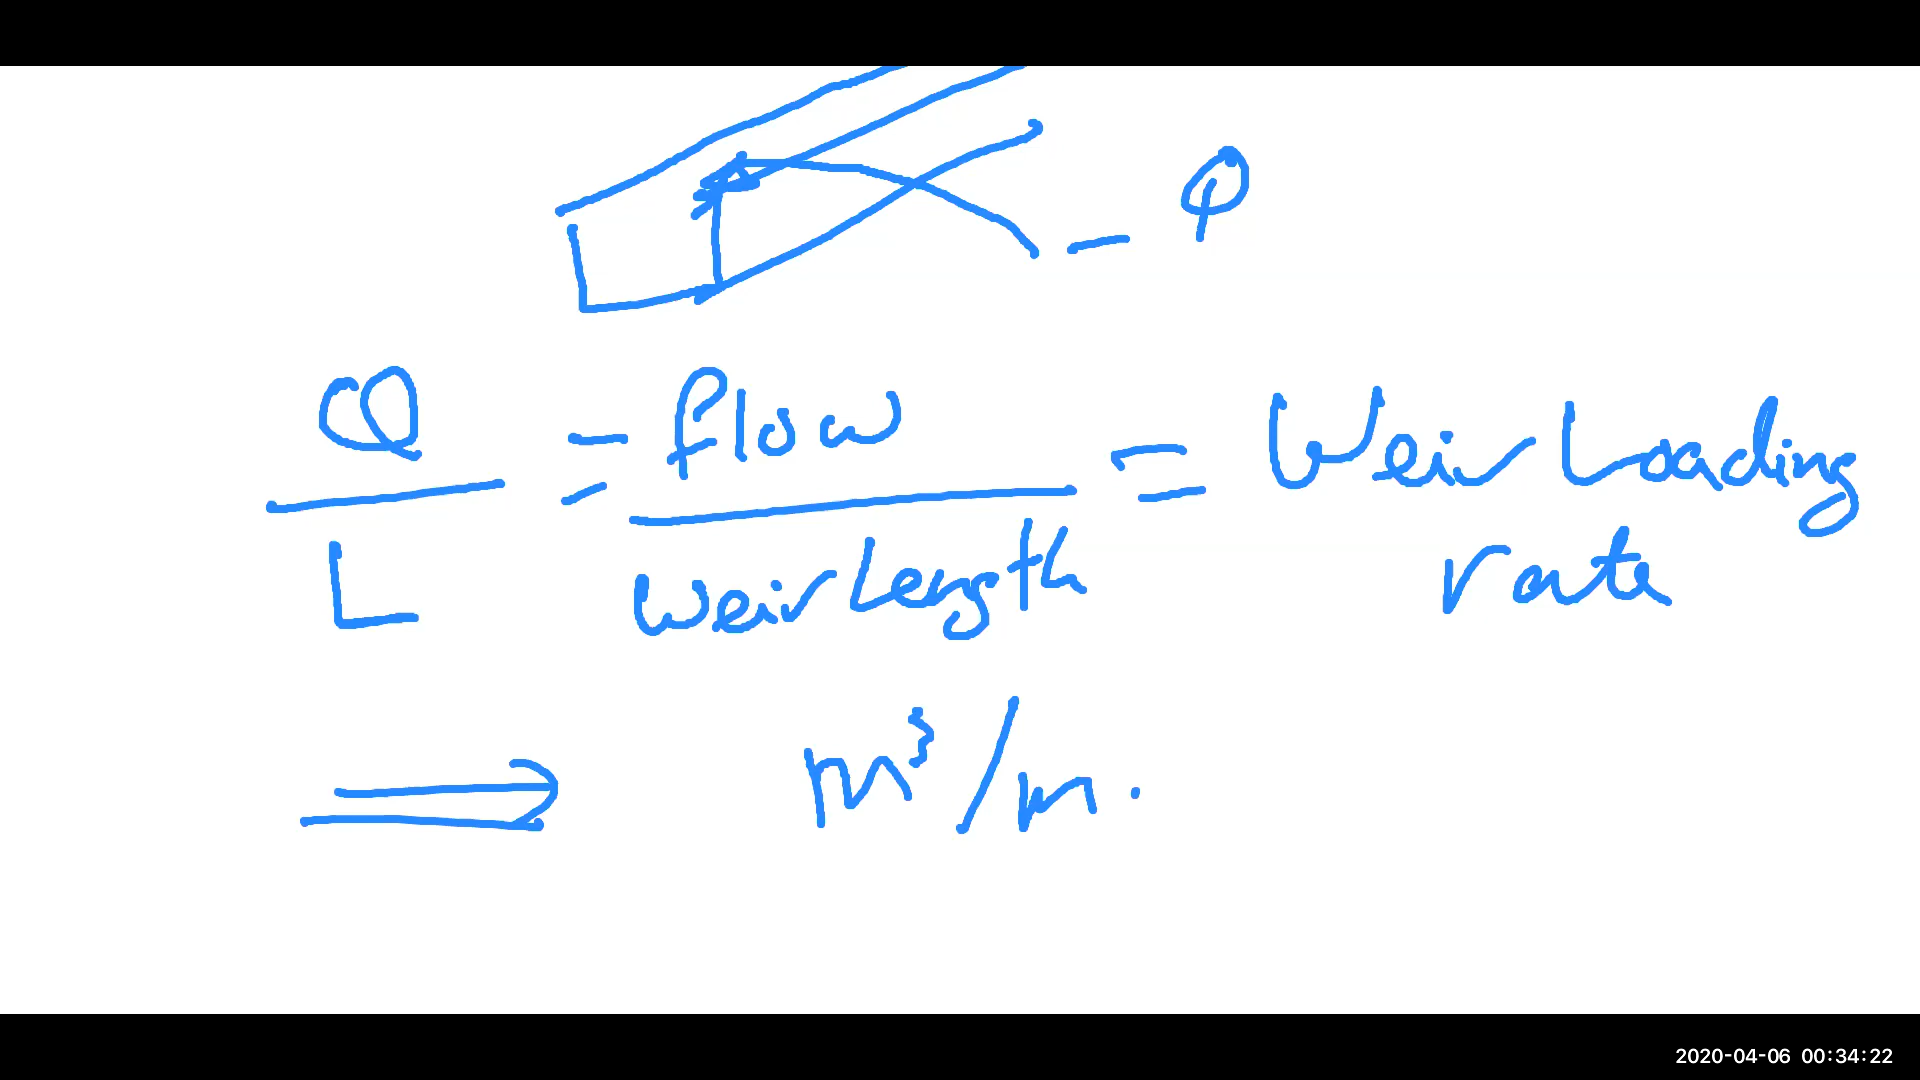 Q
Q = flow = Weir Loading
L weir Length rate
⇒ m³/m.
2020-04-06 00:34:22